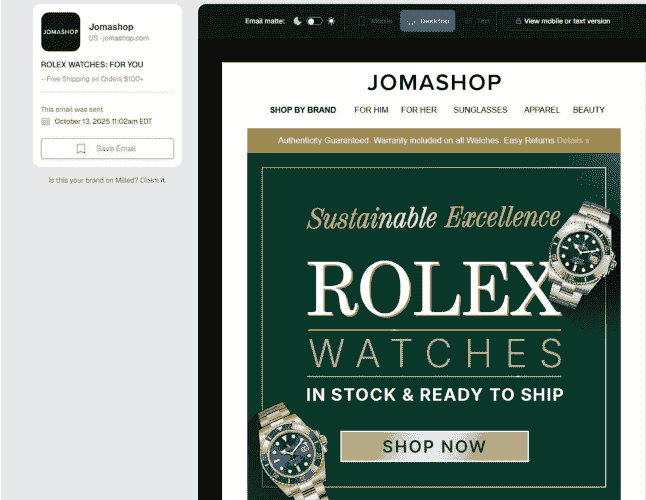 JOMASHOP
Jomashop
US · jomashop.com
ROLEX WATCHES: FOR YOU
--Free Shipping on Orders $100+
This email was sent
October 13, 2025 11:02am EDT
Save Email
Is this your brand on Milled? Claim it.
Email matte:
Mobile
Desktop
Text
View mobile or text version
JOMASHOP
SHOP BY BRAND FOR HIM FOR HER SUNGLASSES APPAREL BEAUTY
Authenticity Guaranteed. Warranty included on all Watches. Easy Returns Details »
Sustainable Excellence
ROLEX
WATCHES
IN STOCK & READY TO SHIP
SHOP NOW